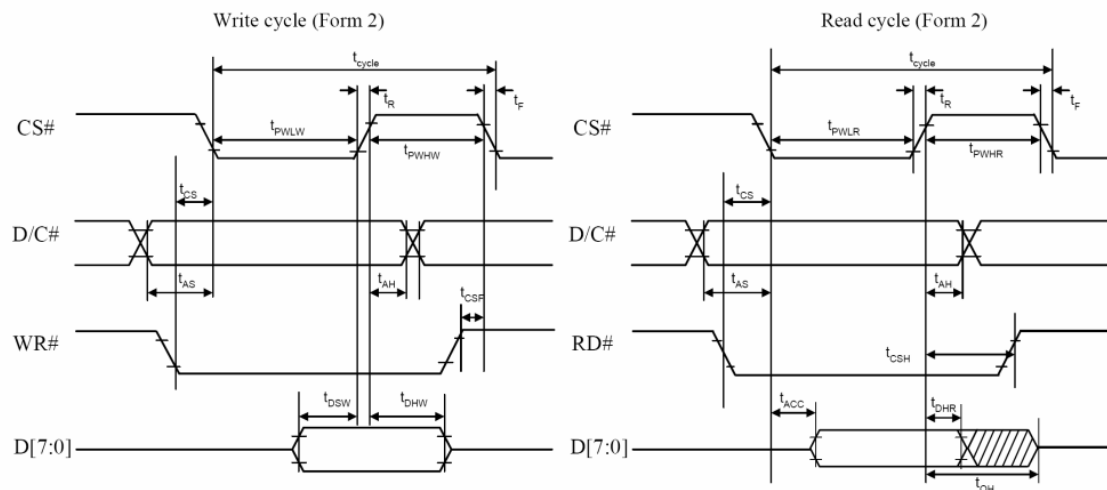 Write cycle (Form 2)
tcycle
tR
tF
CS#
tPWLW
tPWHW
tCS
D/C#
tAS
tAH
tCSF
WR#
tDSW
tDHW
D[7:0]
Read cycle (Form 2)
tcycle
tR
tF
CS#
tPWLR
tPWHR
tCS
D/C#
tAS
tAH
RD#
tCSH
tACC
tDHR
D[7:0]
tOH